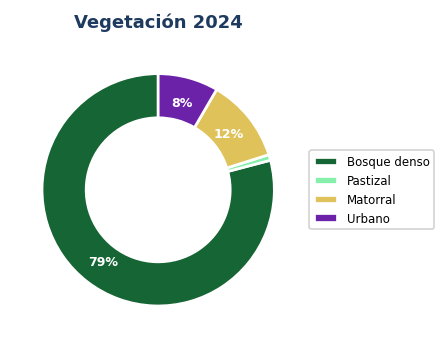 Vegetación 2024
8%
12%
79%
Bosque denso
Pastizal
Matorral
Urbano